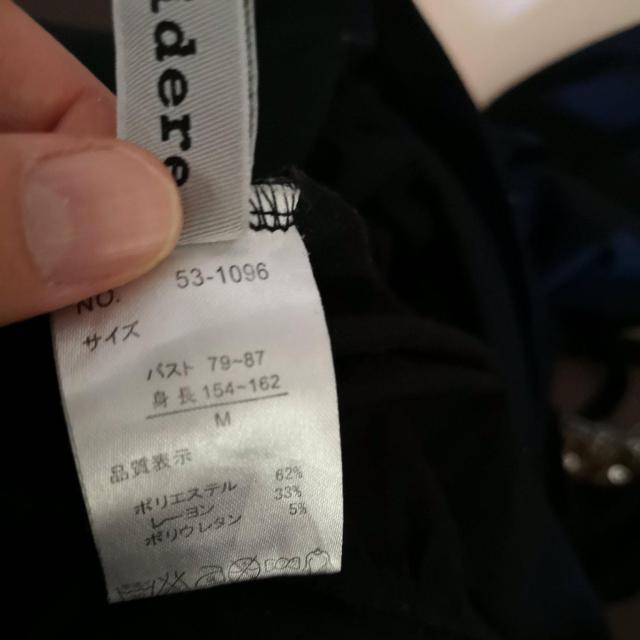 dere
NO. 53-1096
サイズ
バスト 79-87
身長 154-162
M
品質表示
ポリエステル 62%
レーヨン 33%
ポリウレタン 5%